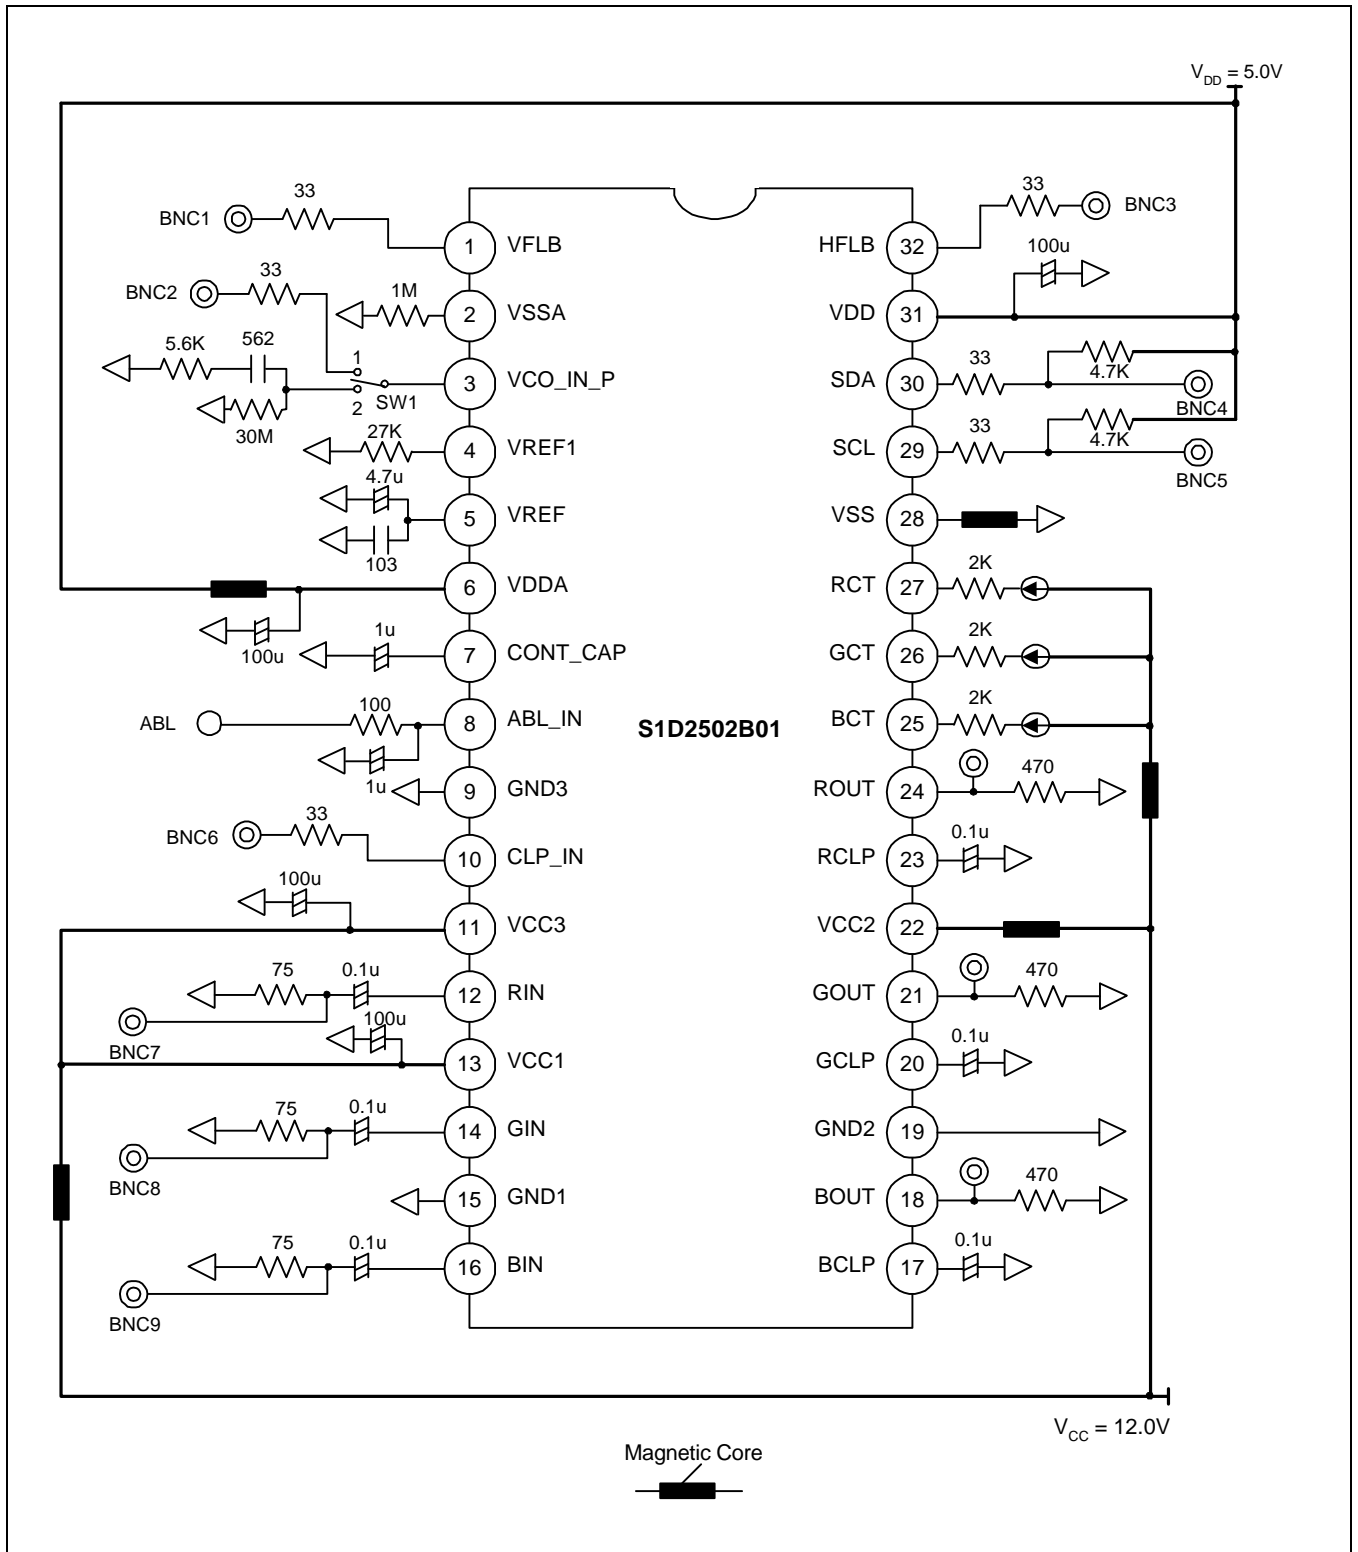 V_DD = 5.0V
33
BNC1
1
VFLB
33
BNC2
1M
2
VSSA
5.6K
562
1
2
SW1
30M
3
VCO_IN_P
27K
4
VREF1
4.7u
103
5
VREF
6
VDDA
100u
1u
7
CONT_CAP
ABL
100
1u
8
ABL_IN
9
GND3
BNC6
33
10
CLP_IN
100u
11
VCC3
75
0.1u
12
RIN
BNC7
100u
13
VCC1
75
0.1u
14
GIN
BNC8
15
GND1
75
0.1u
16
BIN
BNC9
S1D2502B01
HFLB
32
33
BNC3
100u
VDD
31
SDA
30
33
4.7K
BNC4
SCL
29
33
4.7K
BNC5
VSS
28
RCT
27
2K
GCT
26
2K
BCT
25
2K
ROUT
24
470
RCLP
23
0.1u
VCC2
22
GOUT
21
470
GCLP
20
0.1u
GND2
19
BOUT
18
470
BCLP
17
0.1u
V_CC = 12.0V
Magnetic Core